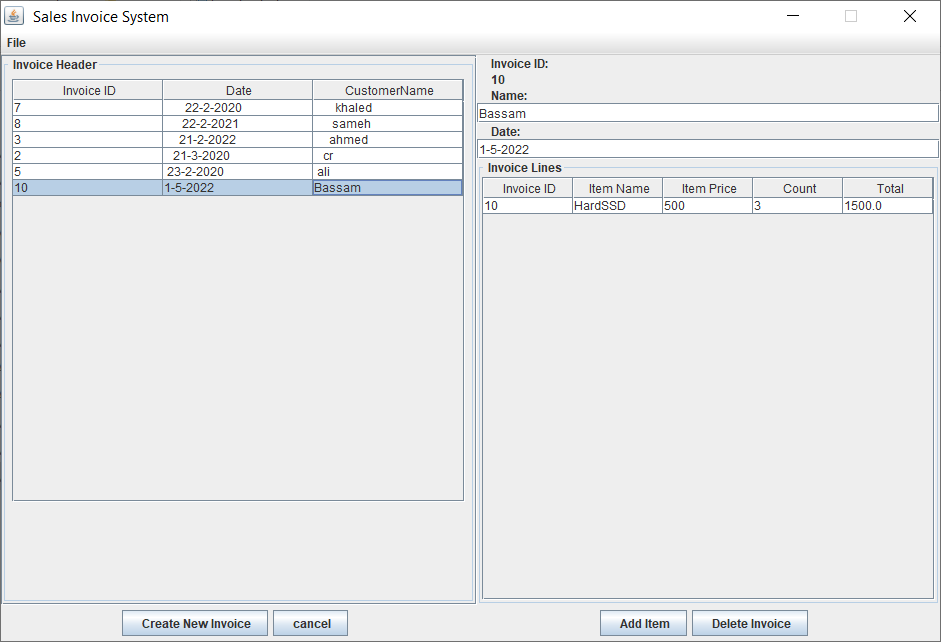 Sales Invoice System
File
Invoice Header
Invoice ID Date CustomerName
7 22-2-2020 khaled
8 22-2-2021 sameh
3 21-2-2022 ahmed
2 21-3-2020 cr
5 23-2-2020 ali
10 1-5-2022 Bassam
Create New Invoice cancel
Invoice ID:
10
Name:
Bassam
Date:
1-5-2022
Invoice Lines
Invoice ID Item Name Item Price Count Total
10 HardSSD 500 3 1500.0
Add Item Delete Invoice